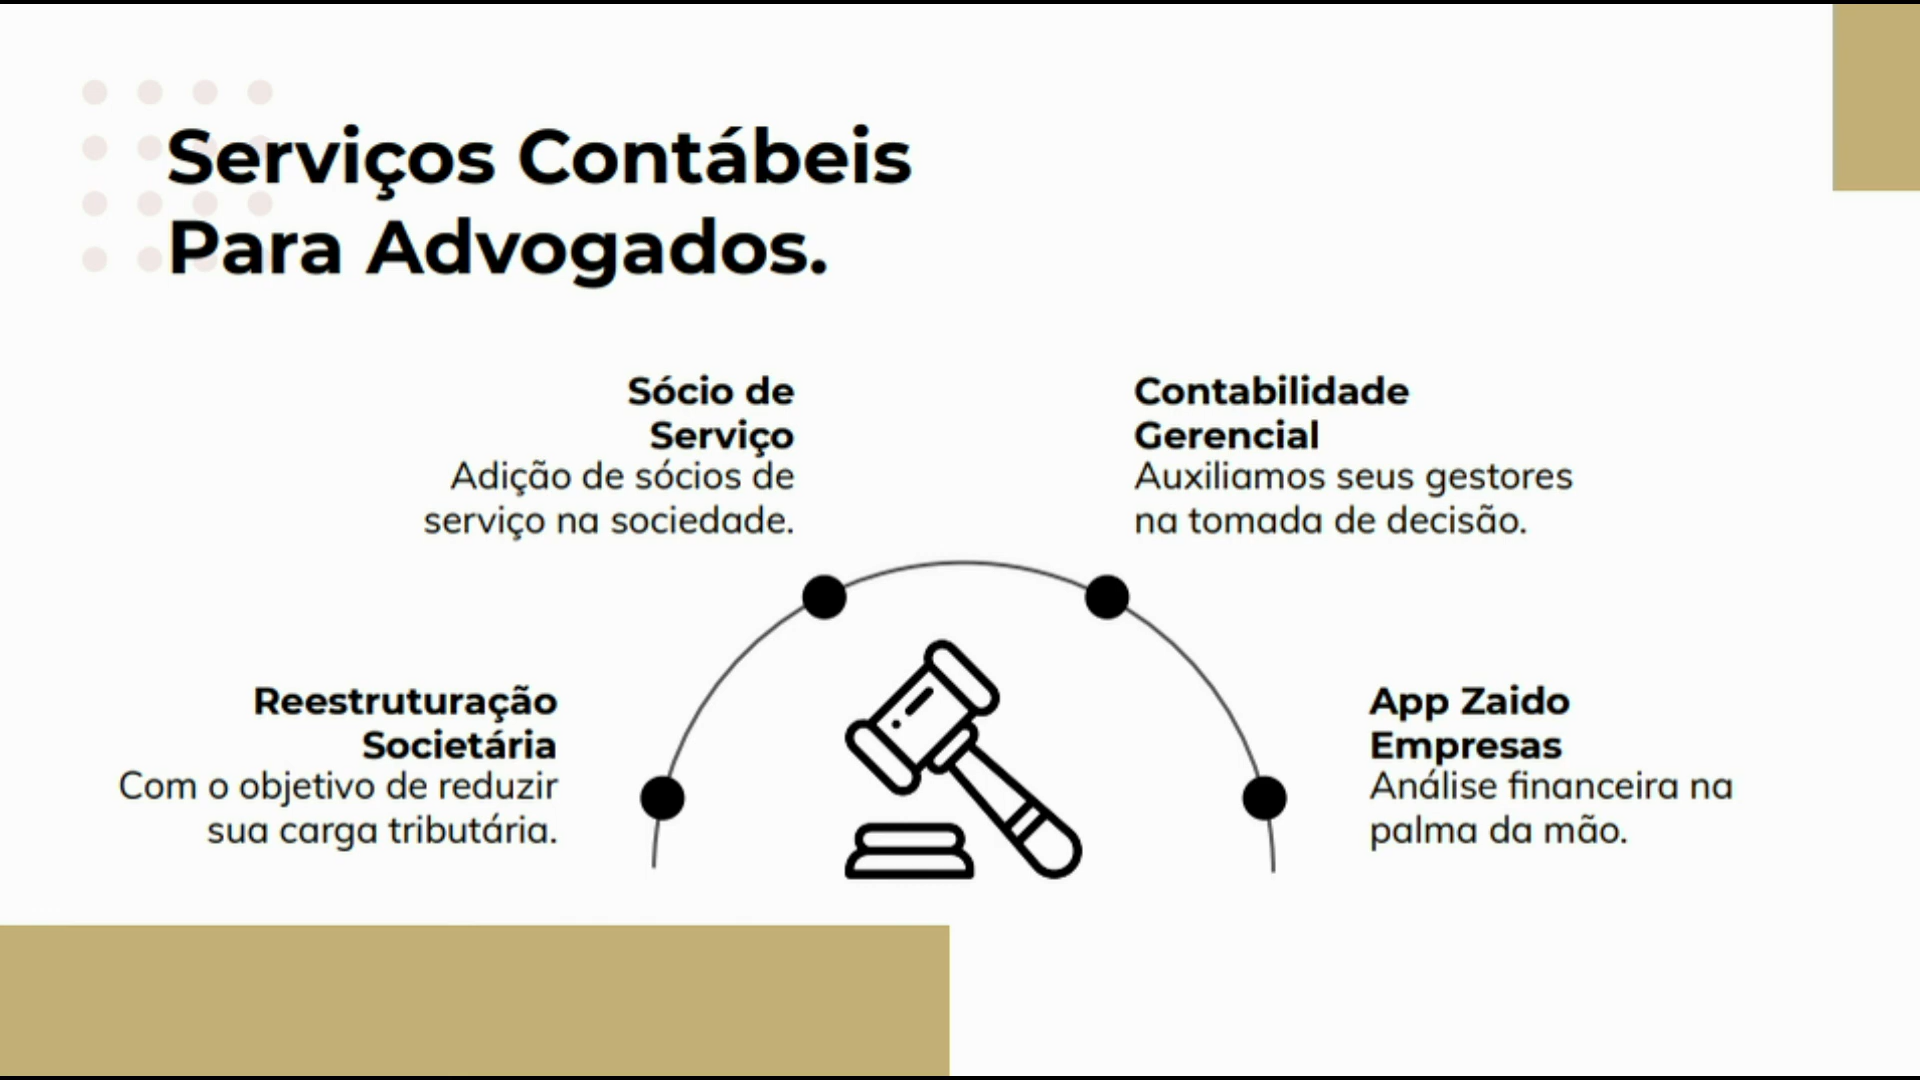 Serviços Contábeis
Para Advogados.
Sócio de
Serviço
Adição de sócios de
serviço na sociedade.
Contabilidade
Gerencial
Auxiliamos seus gestores
na tomada de decisão.
Reestruturação
Societária
Com o objetivo de reduzir
sua carga tributária.
App Zaido
Empresas
Análise financeira na
palma da mão.